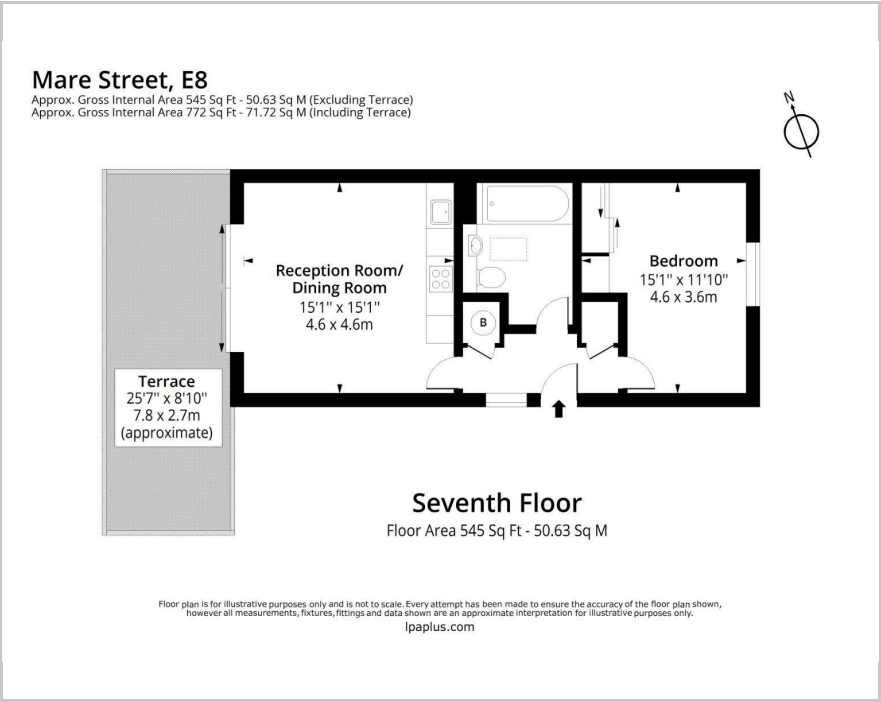 Mare Street, E8
Approx. Gross Internal Area 545 Sq Ft - 50.63 Sq M (Excluding Terrace)
Approx. Gross Internal Area 772 Sq Ft - 71.72 Sq M (Including Terrace)
N
Reception Room/
Dining Room
15'1" x 15'1"
4.6 x 4.6m
B
Bedroom
15'1" x 11'10"
4.6 x 3.6m
Terrace
25'7" x 8'10"
7.8 x 2.7m
(approximate)
Seventh Floor
Floor Area 545 Sq Ft - 50.63 Sq M
Floor plan is for illustrative purposes only and is not to scale. Every attempt has been made to ensure the accuracy of the floor plan shown,
however all measurements, fixtures, fittings and data shown are an approximate interpretation for illustrative purposes only.
lpaplus.com